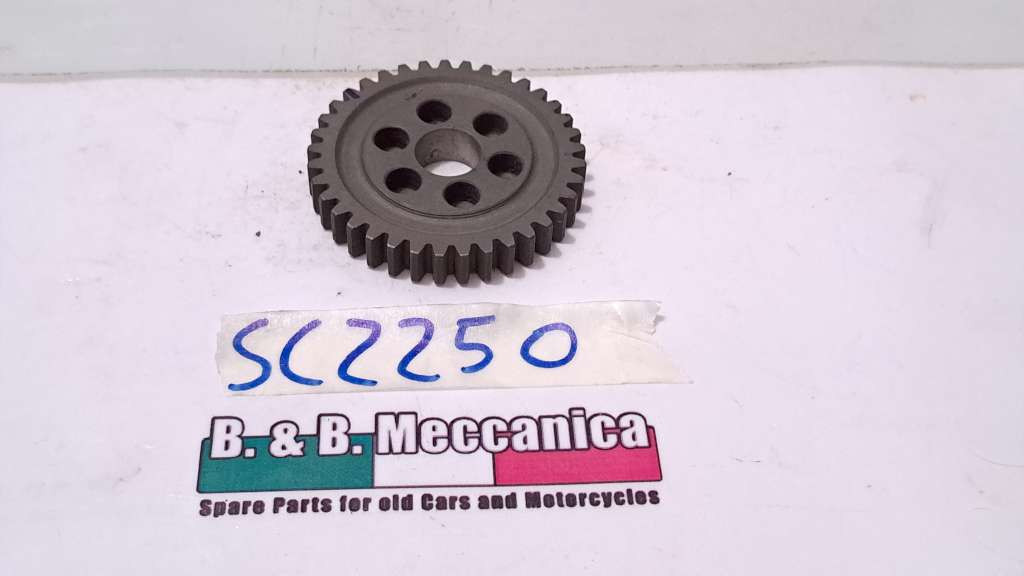 SC2250
B. & B. Meccanica
Spare Parts for old Cars and Motorcycles